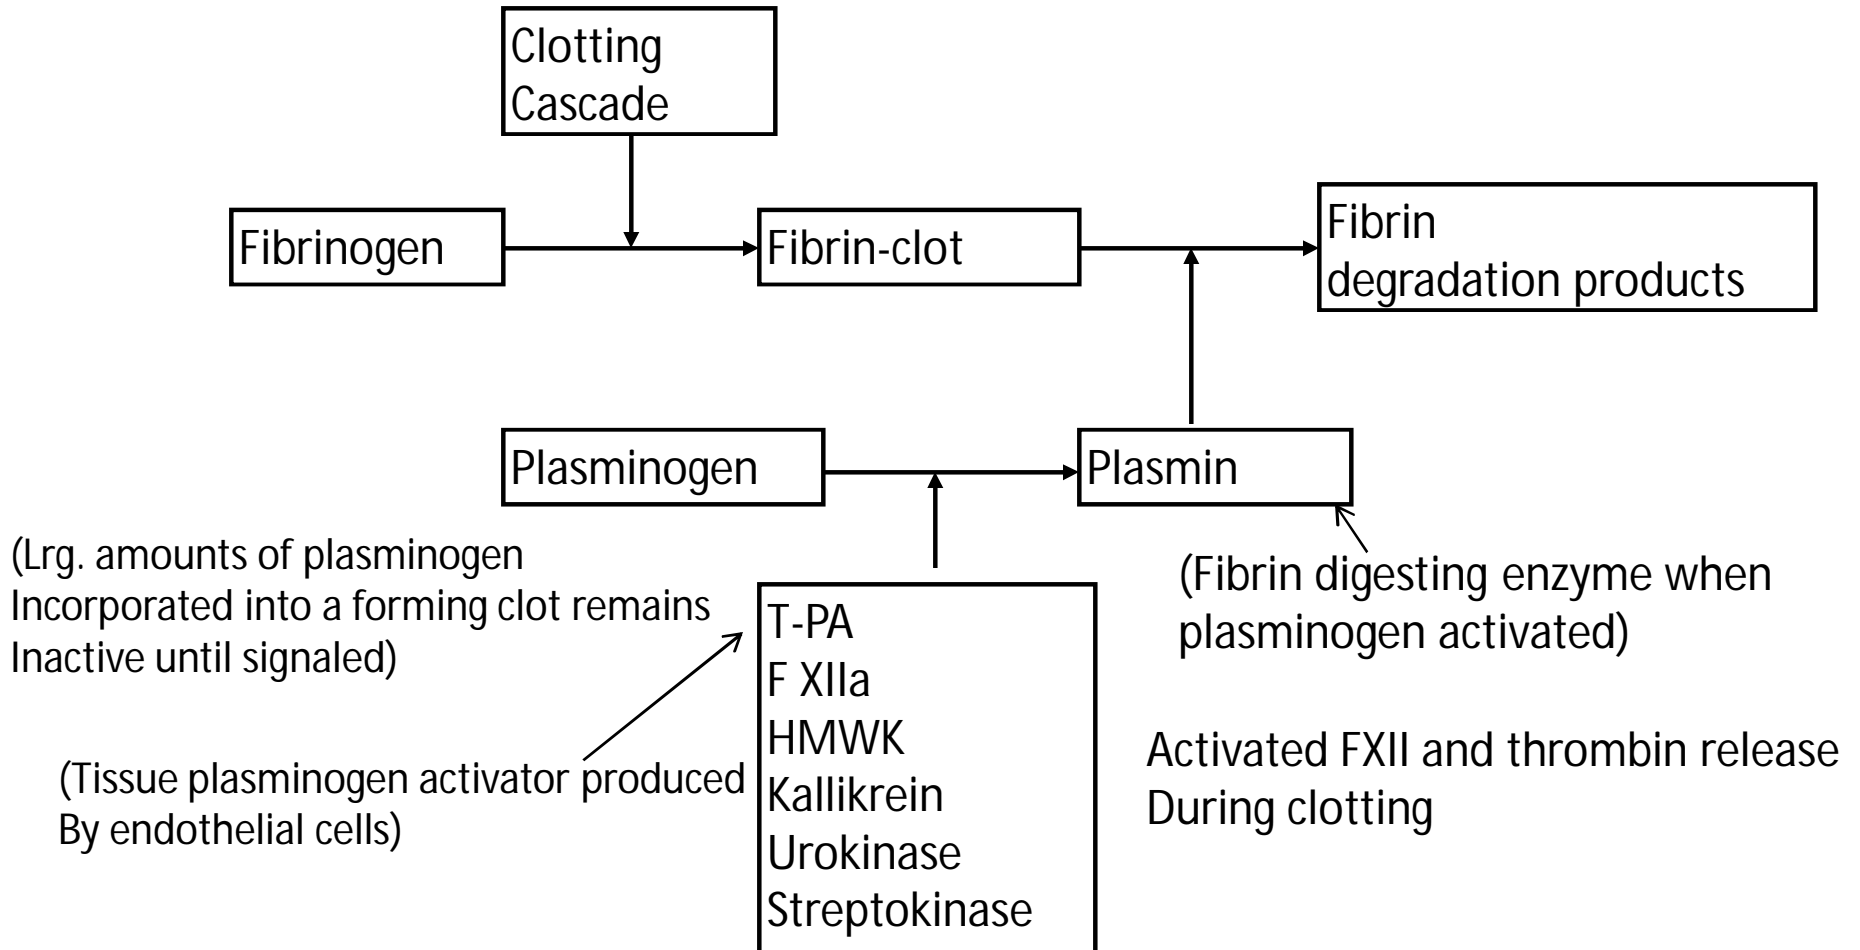 Clotting
Cascade
Fibrinogen
Fibrin-clot
Fibrin
degradation products
Plasminogen
Plasmin
(Lrg. amounts of plasminogen
Incorporated into a forming clot remains
Inactive until signaled)
(Fibrin digesting enzyme when
plasminogen activated)
T-PA
F XIIa
HMWK
Kallikrein
Urokinase
Streptokinase
(Tissue plasminogen activator produced
By endothelial cells)
Activated FXII and thrombin release
During clotting